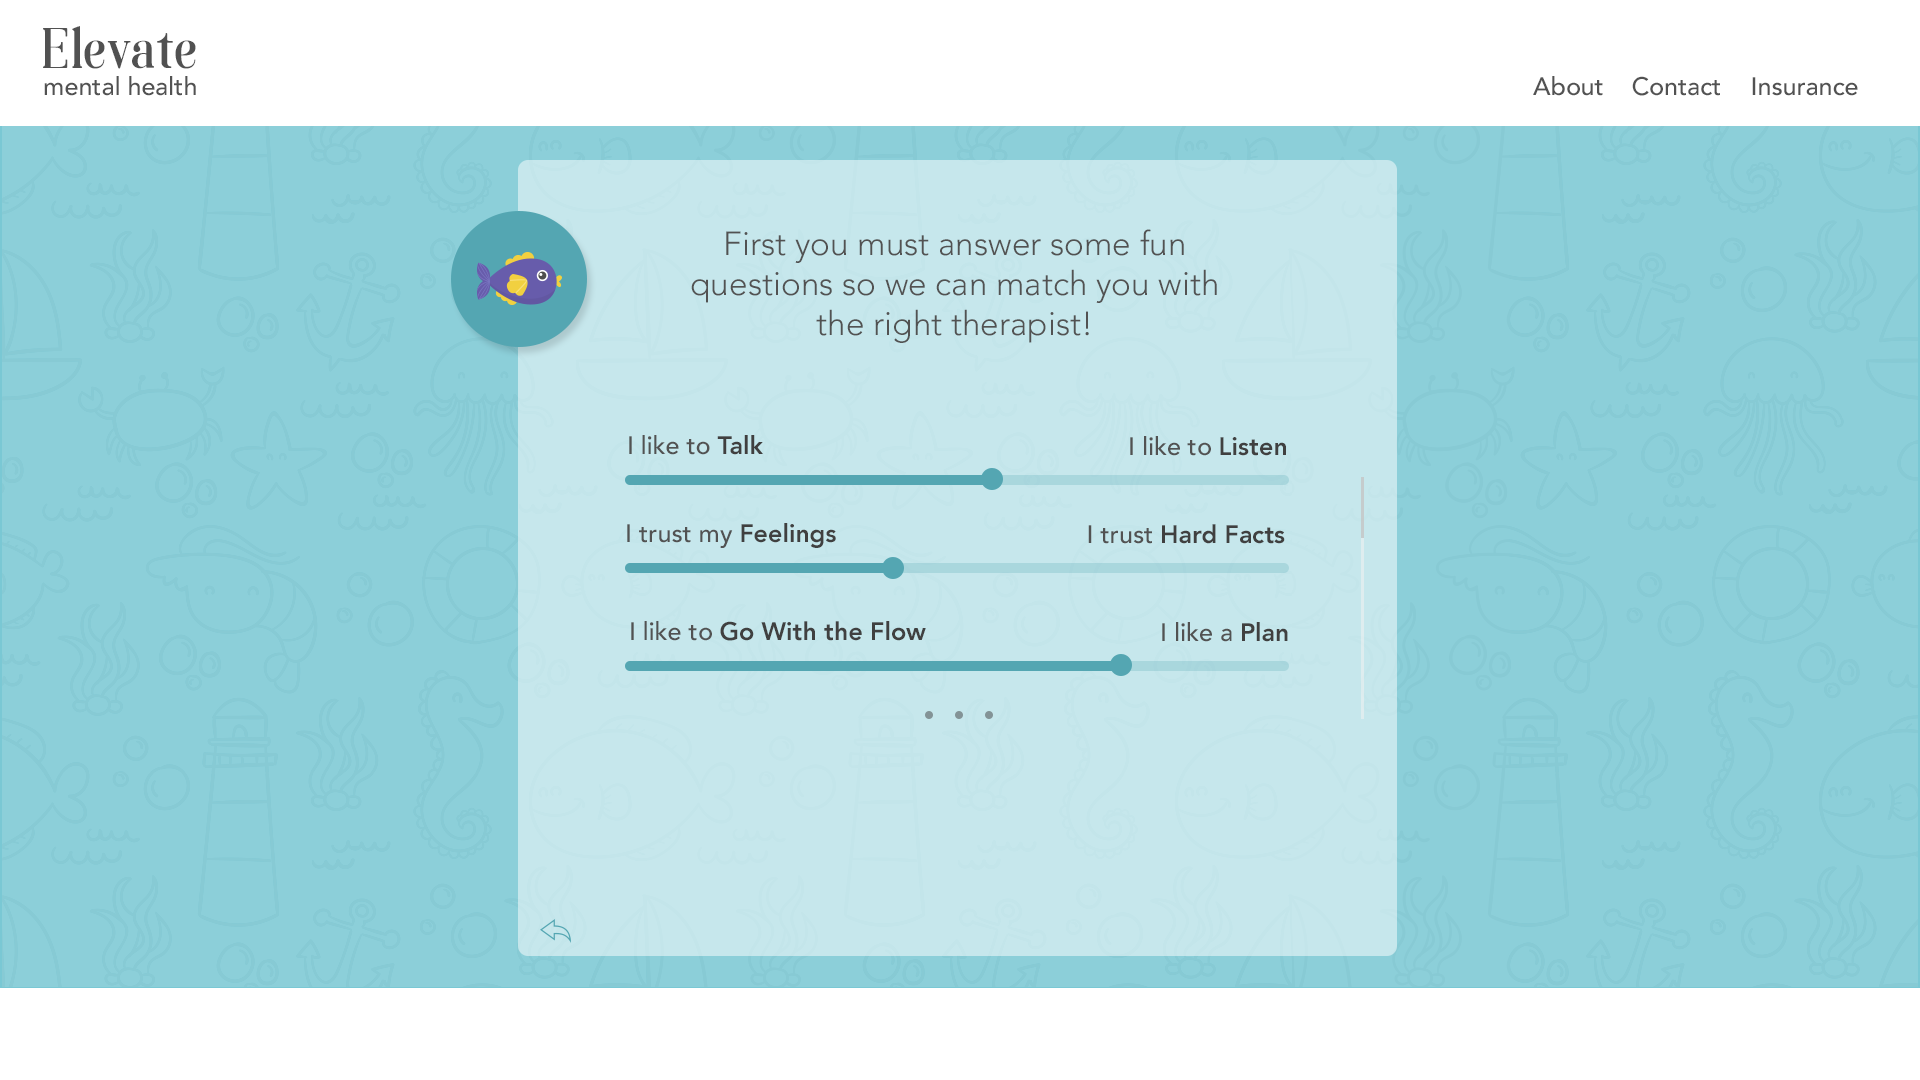 Elevate
mental health
About Contact Insurance
First you must answer some fun
questions so we can match you with
the right therapist!
I like to Talk
I like to Listen
I trust my Feelings
I trust Hard Facts
I like to Go With the Flow
I like a Plan